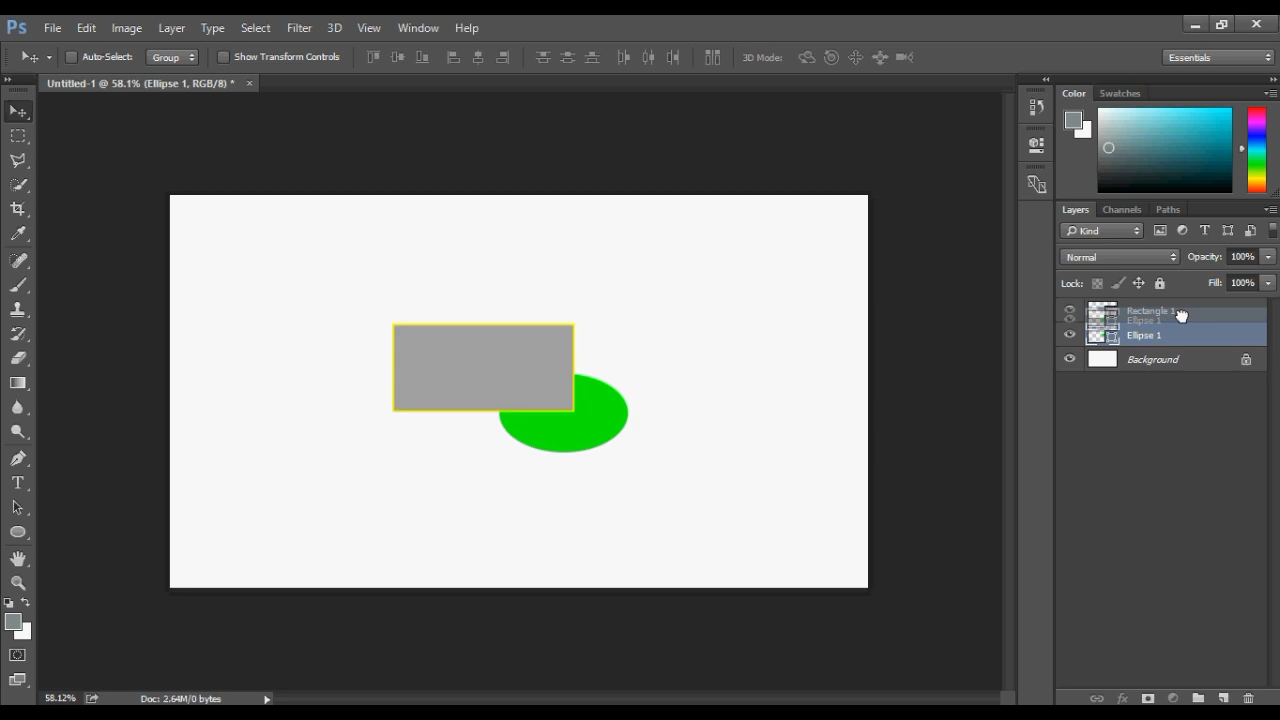 Ps File Edit Image Layer Type Select Filter 3D View Window Help
Auto-Select: Group Show Transform Controls 3D Mode: Essentials
Untitled-1 @ 58.1% (Ellipse 1, RGB/8) * ×
Color Swatches
Layers Channels Paths
Kind T
Normal Opacity: 100%
Lock: Fill: 100%
Rectangle 1
Ellipse 1
Ellipse 1
Background
T
58.12% Doc: 2.64M/0 bytes
fx